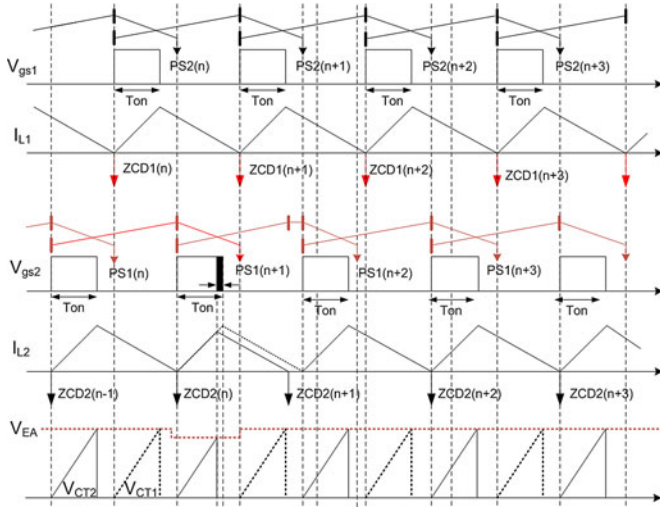 PS2(n) PS2(n+1) PS2(n+2) PS2(n+3)
Vgs1
Ton Ton Ton Ton
IL1
ZCD1(n) ZCD1(n+1) ZCD1(n+2) ZCD1(n+3)
PS1(n) PS1(n+1) PS1(n+2) PS1(n+3)
Vgs2
Ton Ton Ton Ton Ton
IL2
ZCD2(n-1) ZCD2(n) ZCD2(n+1) ZCD2(n+2) ZCD2(n+3)
VEA
VCT2 VCT1